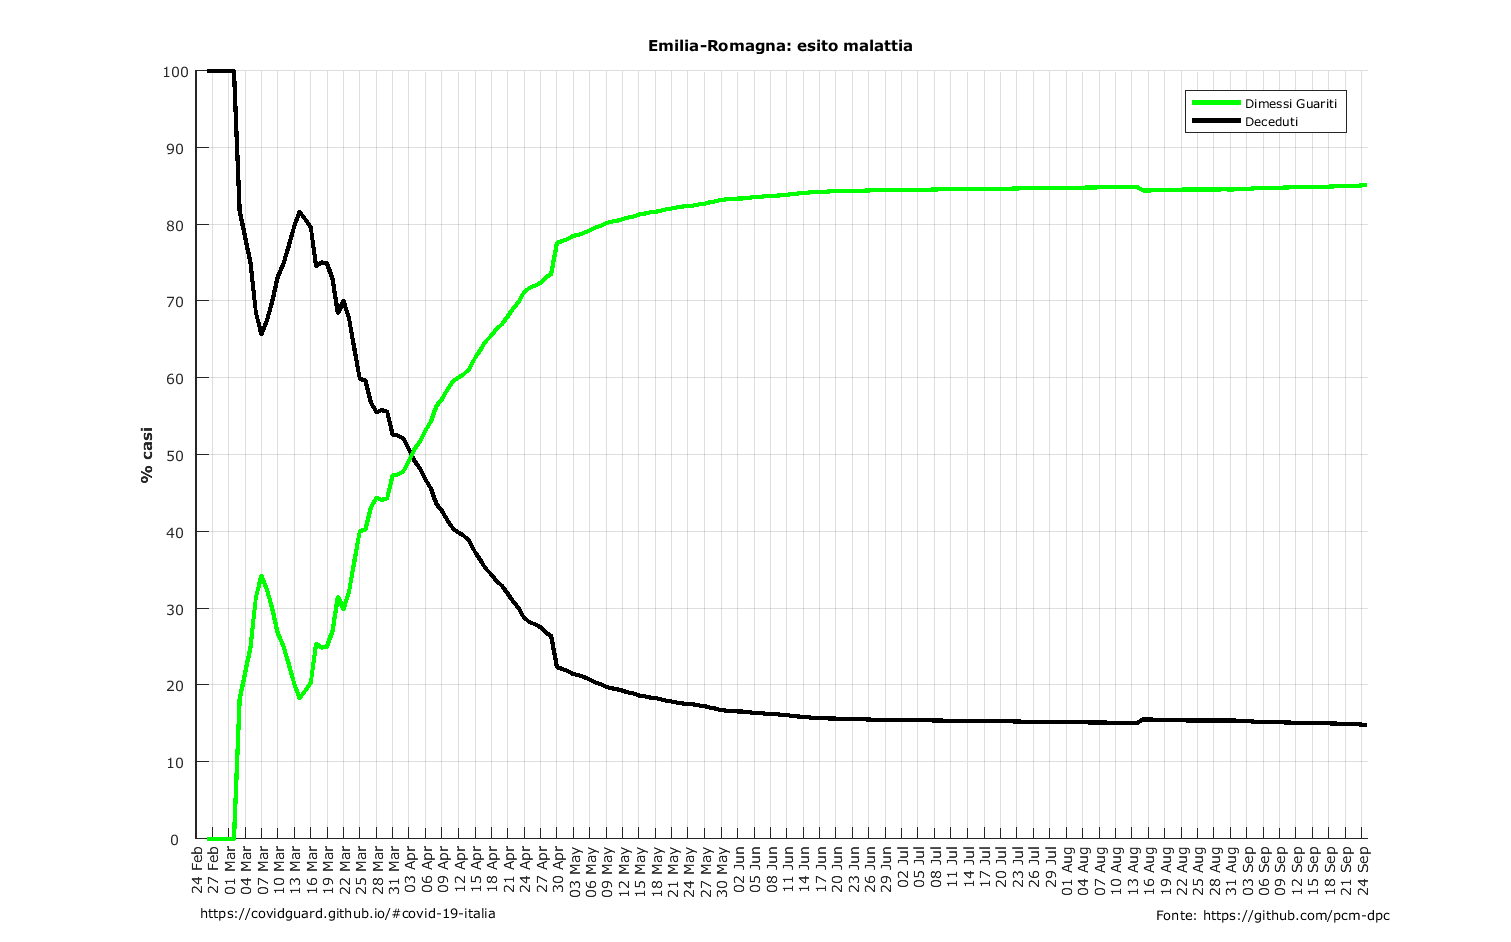 Emilia-Romagna: esito malattia
Dimessi Guariti
Deceduti
% casi
100
90
80
70
60
50
40
30
20
10
0
24 Feb
27 Feb
01 Mar
04 Mar
07 Mar
10 Mar
13 Mar
16 Mar
19 Mar
22 Mar
25 Mar
28 Mar
31 Mar
03 Apr
06 Apr
09 Apr
12 Apr
15 Apr
18 Apr
21 Apr
24 Apr
27 Apr
30 Apr
03 May
06 May
09 May
12 May
15 May
18 May
21 May
24 May
27 May
30 May
02 Jun
05 Jun
08 Jun
11 Jun
14 Jun
17 Jun
20 Jun
23 Jun
26 Jun
29 Jun
02 Jul
05 Jul
08 Jul
11 Jul
14 Jul
17 Jul
20 Jul
23 Jul
26 Jul
29 Jul
01 Aug
04 Aug
07 Aug
10 Aug
13 Aug
16 Aug
19 Aug
22 Aug
25 Aug
28 Aug
31 Aug
03 Sep
06 Sep
09 Sep
12 Sep
15 Sep
18 Sep
21 Sep
24 Sep
https://covidguard.github.io/#covid-19-italia
Fonte: https://github.com/pcm-dpc